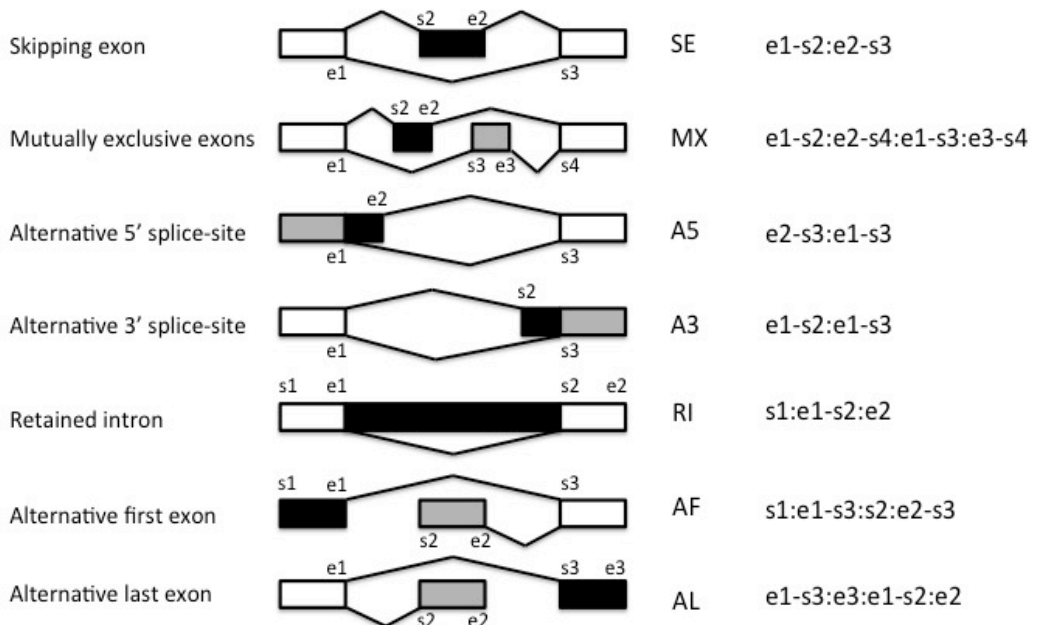 s2 e2
Skipping exon SE e1-s2:e2-s3
e1 s3
s2 e2
Mutually exclusive exons MX e1-s2:e2-s4:e1-s3:e3-s4
e1 s3 e3 s4
e2
Alternative 5' splice-site A5 e2-s3:e1-s3
e1 s3
s2
Alternative 3' splice-site A3 e1-s2:e1-s3
e1 s3
s1 e1 s2 e2
Retained intron RI s1:e1-s2:e2
s1 e1 s3
Alternative first exon AF s1:e1-s3:s2:e2-s3
s2 e2
e1 s3 e3
Alternative last exon AL e1-s3:e3:e1-s2:e2
s2 e2